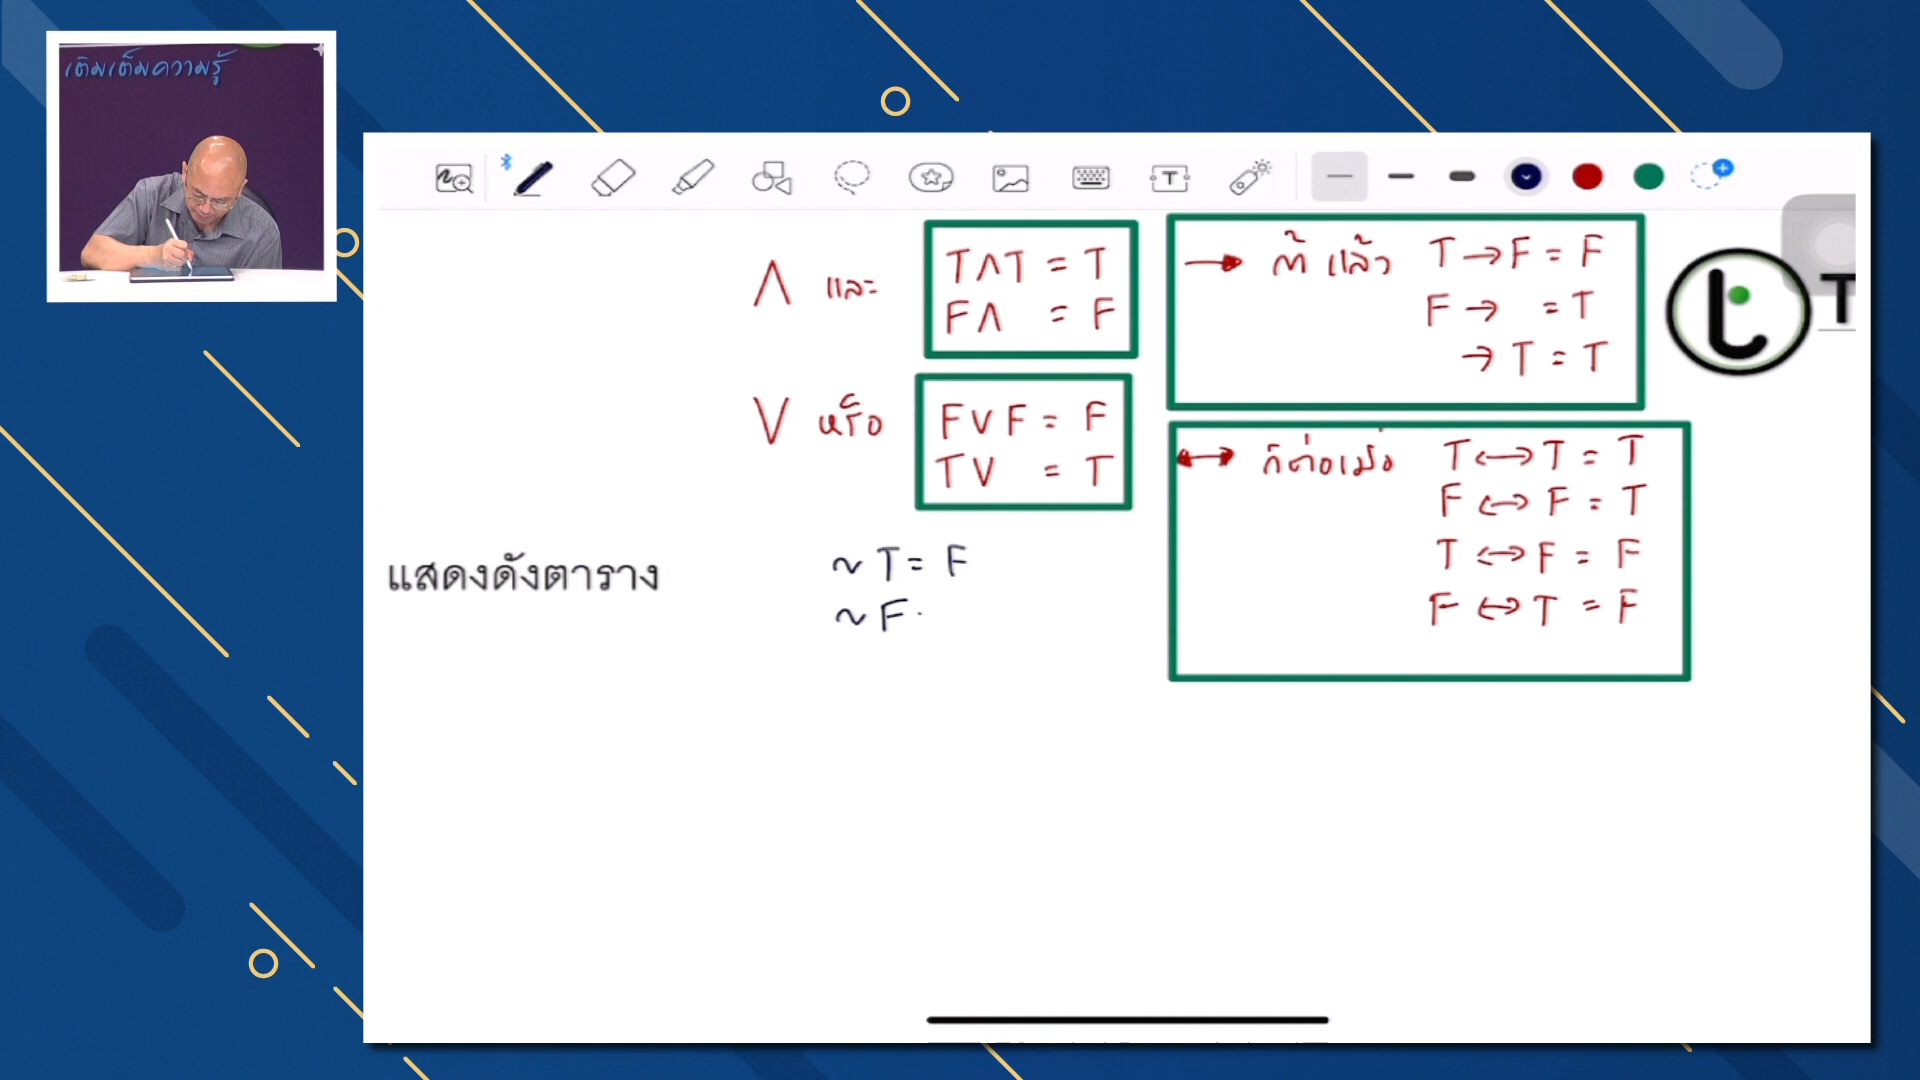 เติมเต็มความรู้
∧ และ
T∧T = T
F∧ = F
∨ หรือ
F∨F = F
T∨ = T
→ ถ้า แล้ว T→F = F
F→ = T
→T = T
↔ ก็ต่อเมื่อ T↔T = T
F↔F = T
T↔F = F
F↔T = F
แสดงดังตาราง
~T = F
~F
T